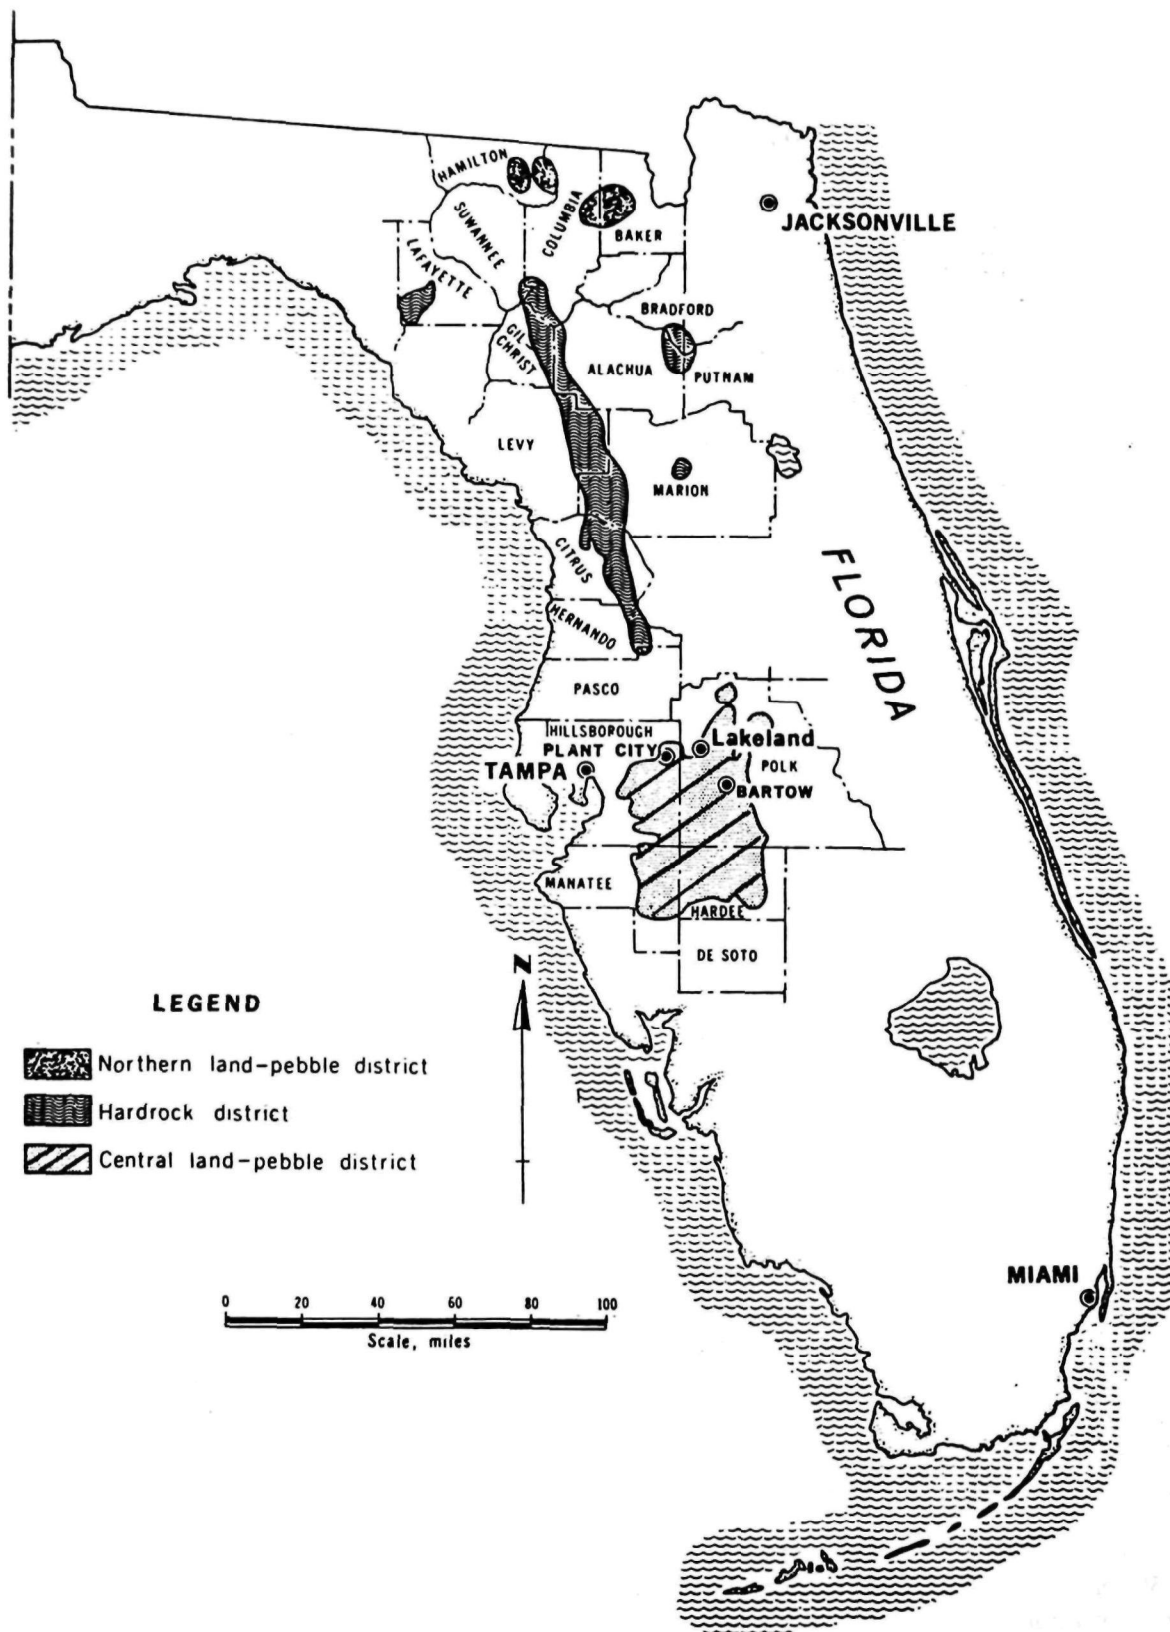 HAMILTON
SUWANNEE
COLUMBIA
BAKER
JACKSONVILLE
LAFAYETTE
BRADFORD
GIL-
CHRIST
ALACHUA
PUTNAM
LEVY
MARION
CITRUS
FLORIDA
HERNANDO
PASCO
HILLSBOROUGH
PLANT CITY
Lakeland
TAMPA
POLK
BARTOW
MANATEE
HARDEE
DE SOTO
N
LEGEND
Northern land-pebble district
Hardrock district
Central land-pebble district
MIAMI
0 20 40 60 80 100
Scale, miles